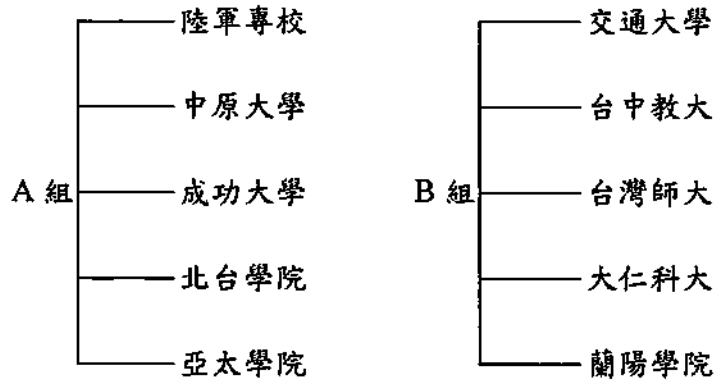 陸軍專校
中原大學
A 組
成功大學
北台學院
亞太學院
交通大學
台中教大
B 組
台灣師大
大仁科大
蘭陽學院